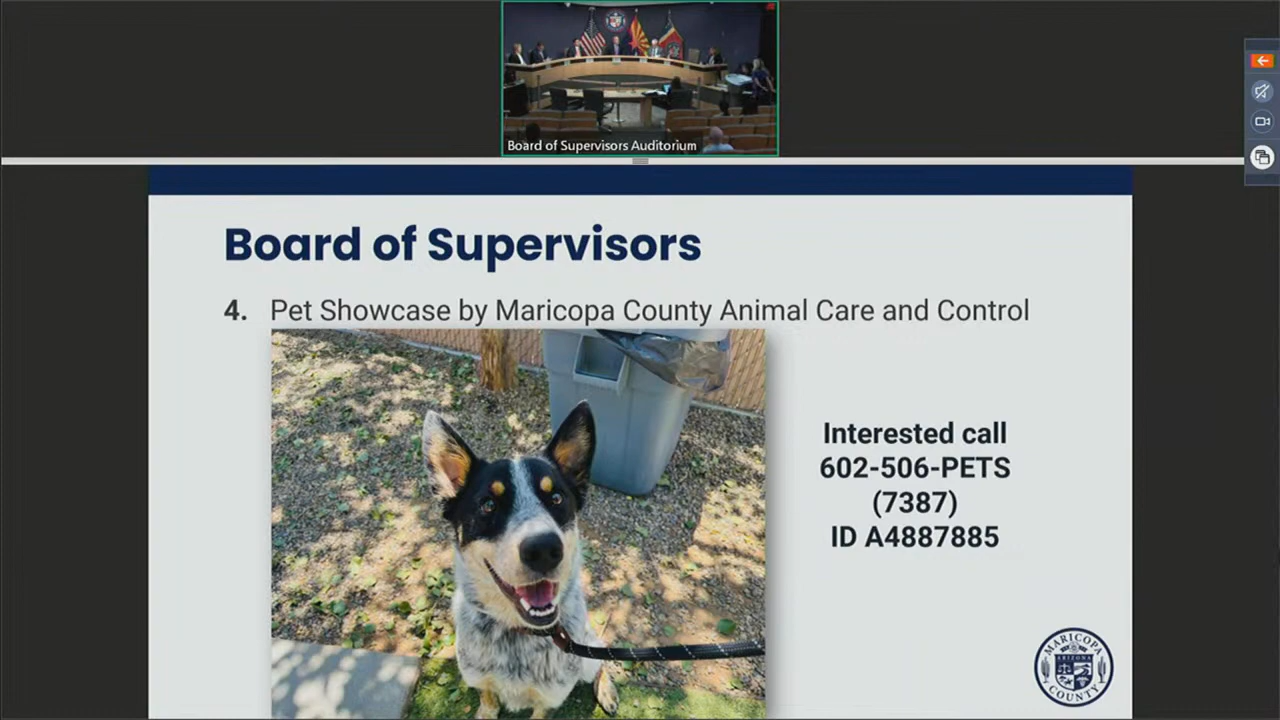 Board of Supervisors Auditorium
Board of Supervisors
4. Pet Showcase by Maricopa County Animal Care and Control
Interested call
602-506-PETS
(7387)
ID A4887885
MARICOPA
ARIZONA
COUNTY